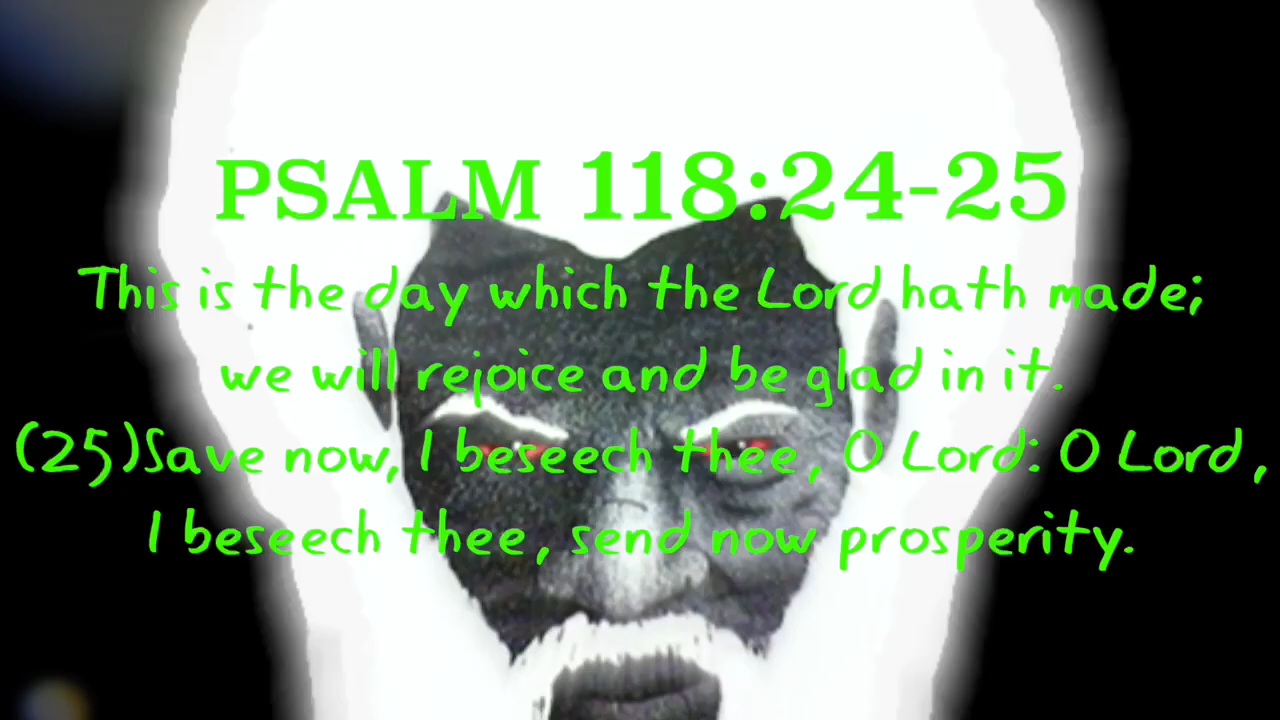 PSALM 118:24-25
This is the day which the Lord hath made;
we will rejoice and be glad in it.
(25)Save now, I beseech thee, O Lord: O Lord,
I beseech thee, send now prosperity.